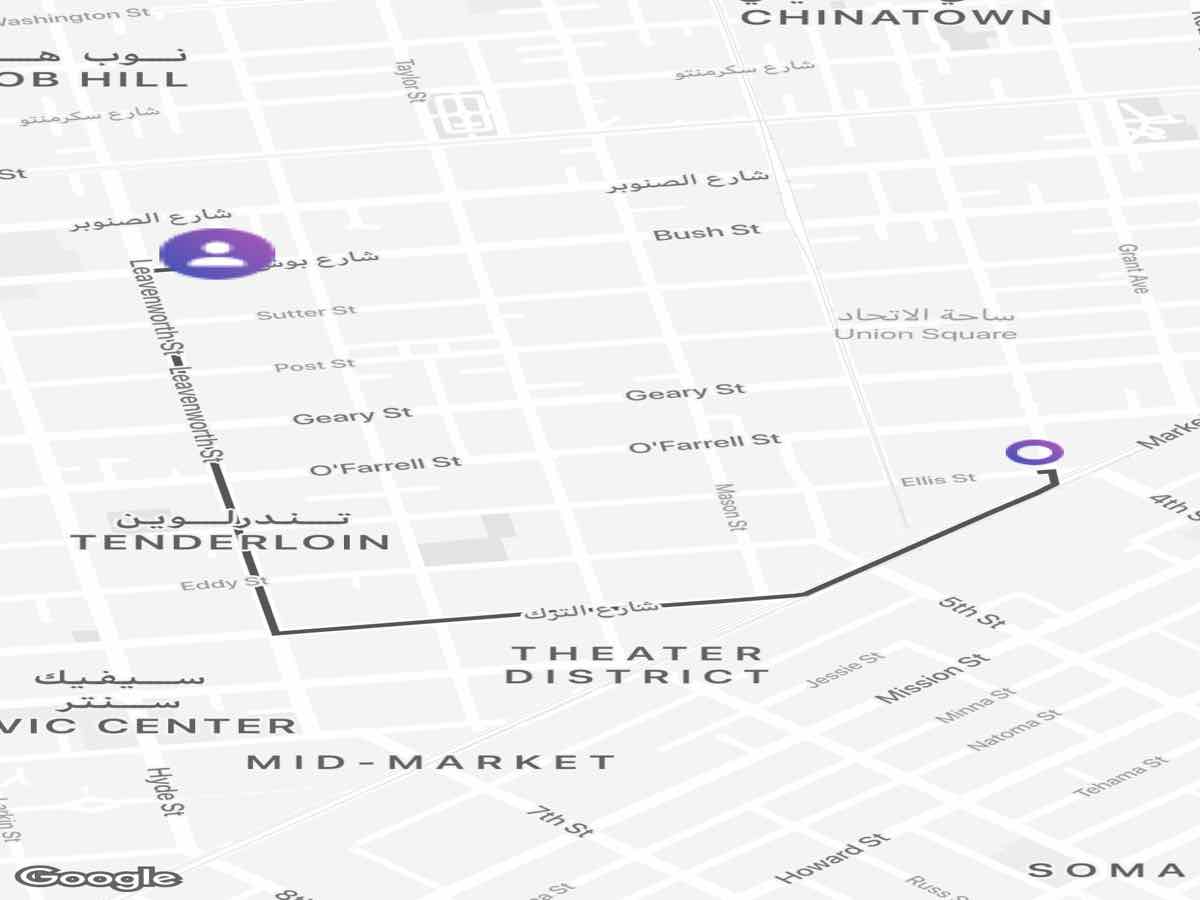 Washington St
CHINATOWN
نوب هـ
OB HILL
Taylor St
شارع سكرمنتو
شارع سكرمنتو
St
شارع الصنوبر
شارع الصنوبر
Bush St
شارع بوش
Leavenworth St
Grant Ave
Sutter St
ساحة الاتحاد
Union Square
Post St
Leavenworth St
Geary St
Geary St
O'Farrell St
O'Farrell St
Marke
Ellis St
Mason St
4th S
تندرلوين
TENDERLOIN
Eddy St
شارع الترك
5th St
THEATER
DISTRICT
سيفيك
سنتر
VIC CENTER
Jessie St
Mission St
Minna St
Natoma St
MID-MARKET
Tehama St
Hyde St
Larkin St
7th St
Howard St
SOMA
Google
8th
Russ S